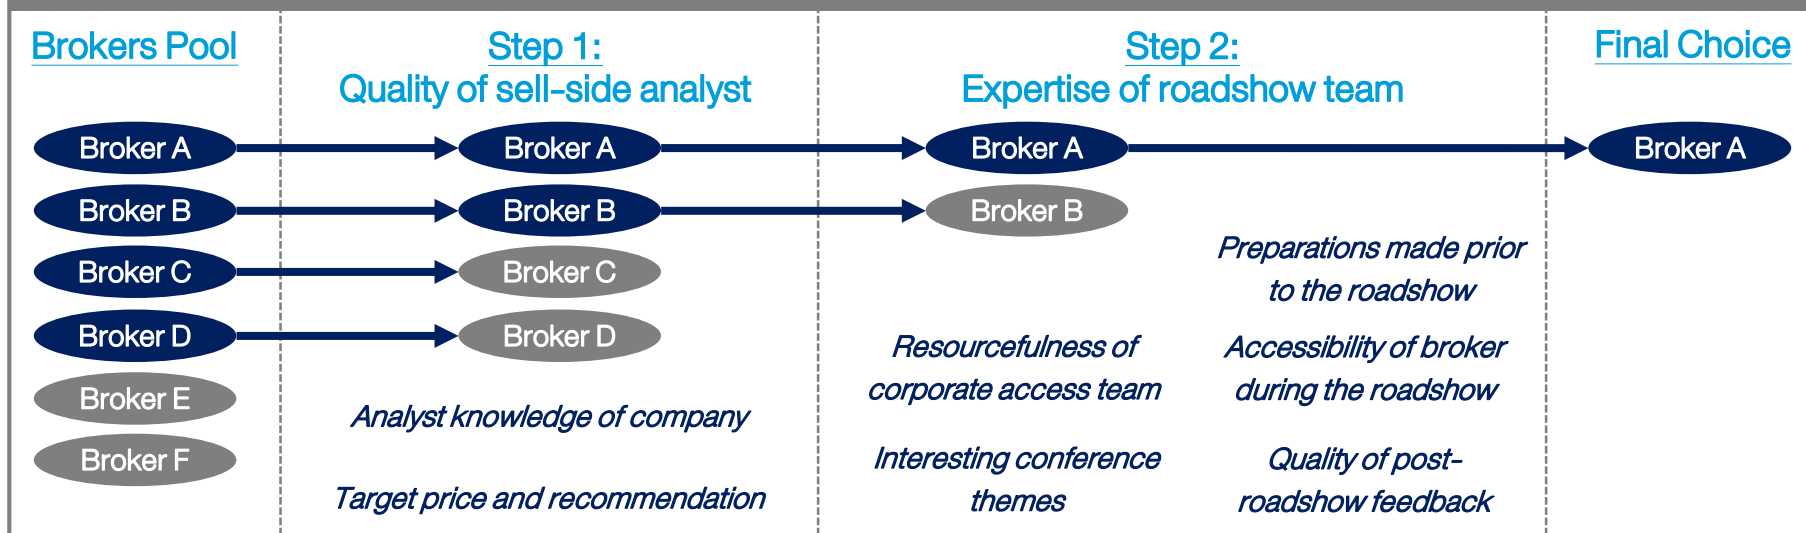 Brokers Pool
Step 1:
Quality of sell-side analyst
Step 2:
Expertise of roadshow team
Final Choice
Broker A
Broker A
Broker A
Broker A
Broker B
Broker B
Broker B
Broker C
Broker C
Broker D
Broker D
Broker E
Broker F
Analyst knowledge of company
Target price and recommendation
Resourcefulness of
corporate access team
Interesting conference
themes
Preparations made prior
to the roadshow
Accessibility of broker
during the roadshow
Quality of post-
roadshow feedback